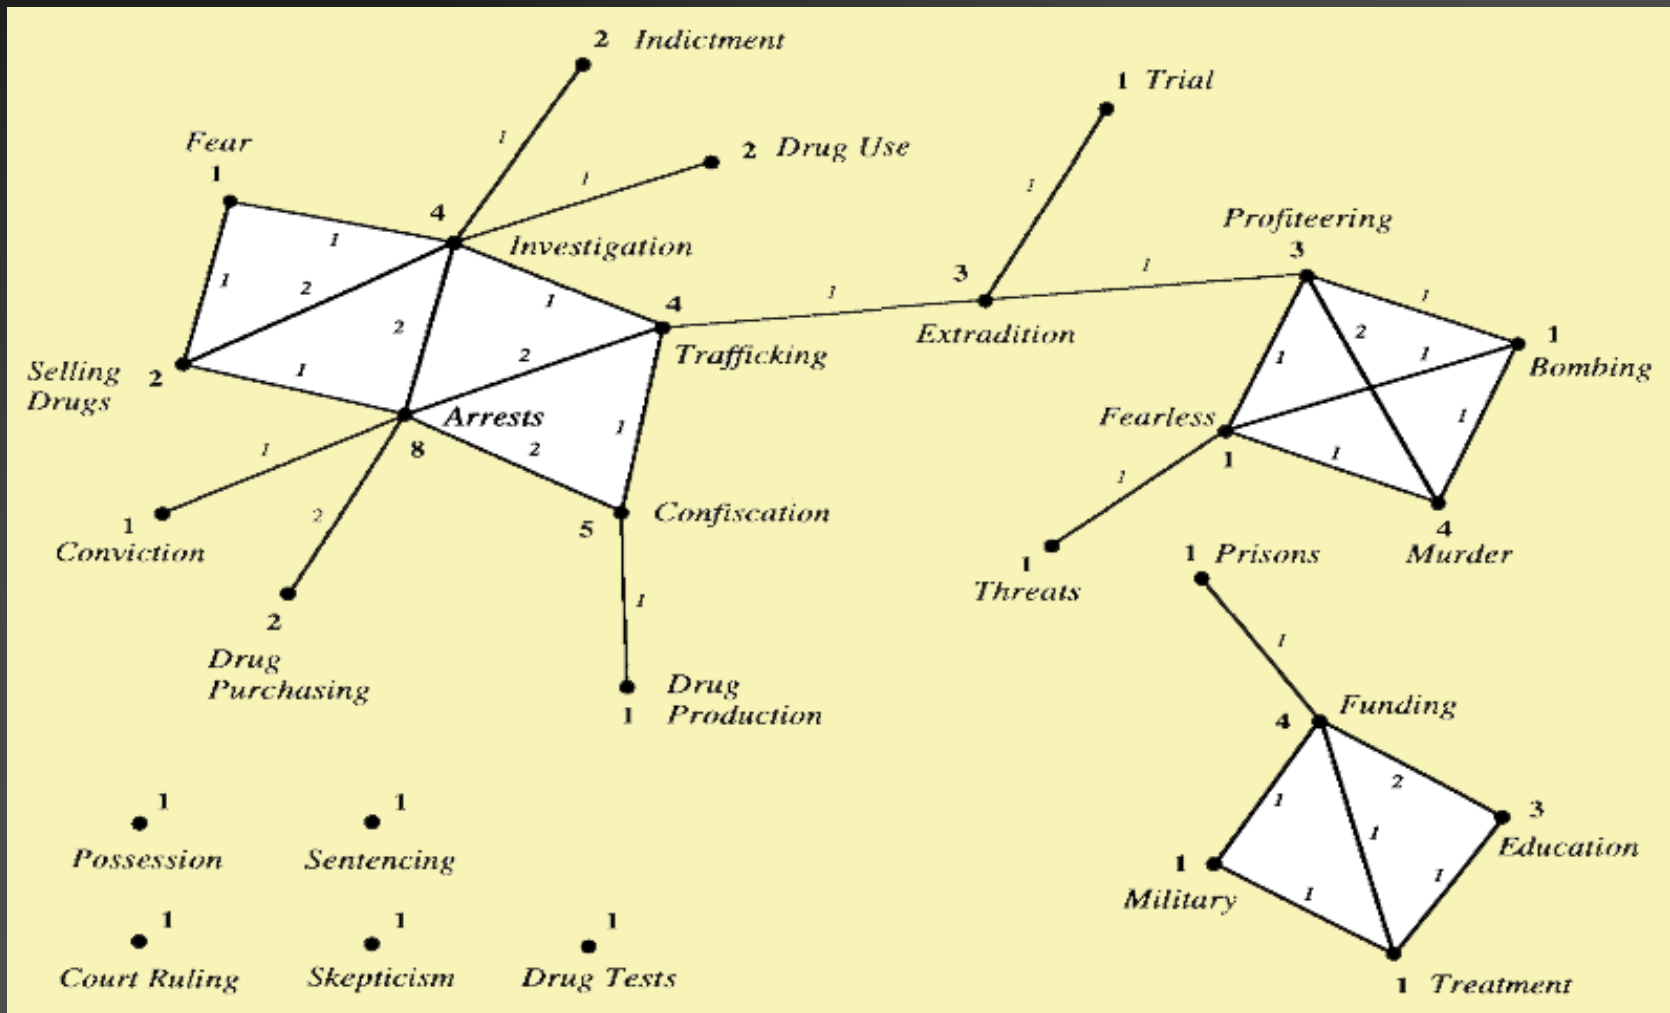 2 Indictment
1 Trial
Fear
1
1
2 Drug Use
1
1
4
1
Investigation
Profiteering
3
1
1
2
1
4
3
1
1
1
2
Trafficking
Extradition
2
1
1
1
Bombing
Selling
Drugs
2
1
2
1
Arrests
8
Fearless
1
1
1
1
2
1
1
1
Conviction
2
5
Confiscation
1
Threats
4
Murder
1 Prisons
2
Drug
Purchasing
1
1
Drug
Production
1
Funding
4
2
1
1
3
Education
1
Possession
1
Sentencing
1
Military
1
1
1
Court Ruling
1
Skepticism
1
Drug Tests
1 Treatment